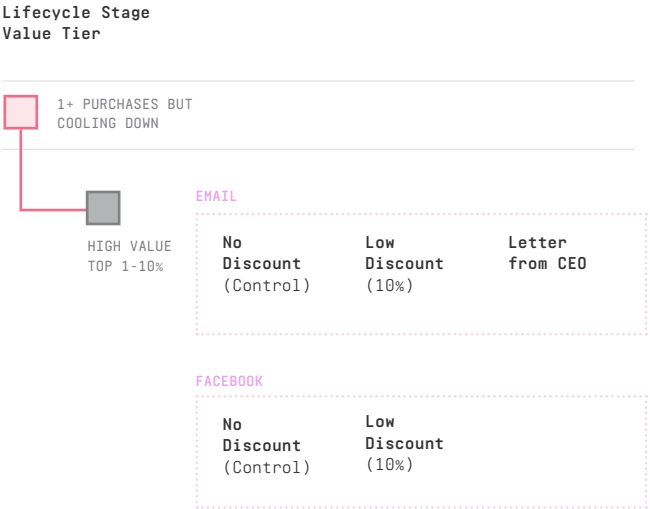 Lifecycle Stage
Value Tier
1+ PURCHASES BUT
COOLING DOWN
HIGH VALUE
TOP 1-10%
EMAIL
No
Discount
(Control)
Low
Discount
(10%)
Letter
from CEO
FACEBOOK
No
Discount
(Control)
Low
Discount
(10%)